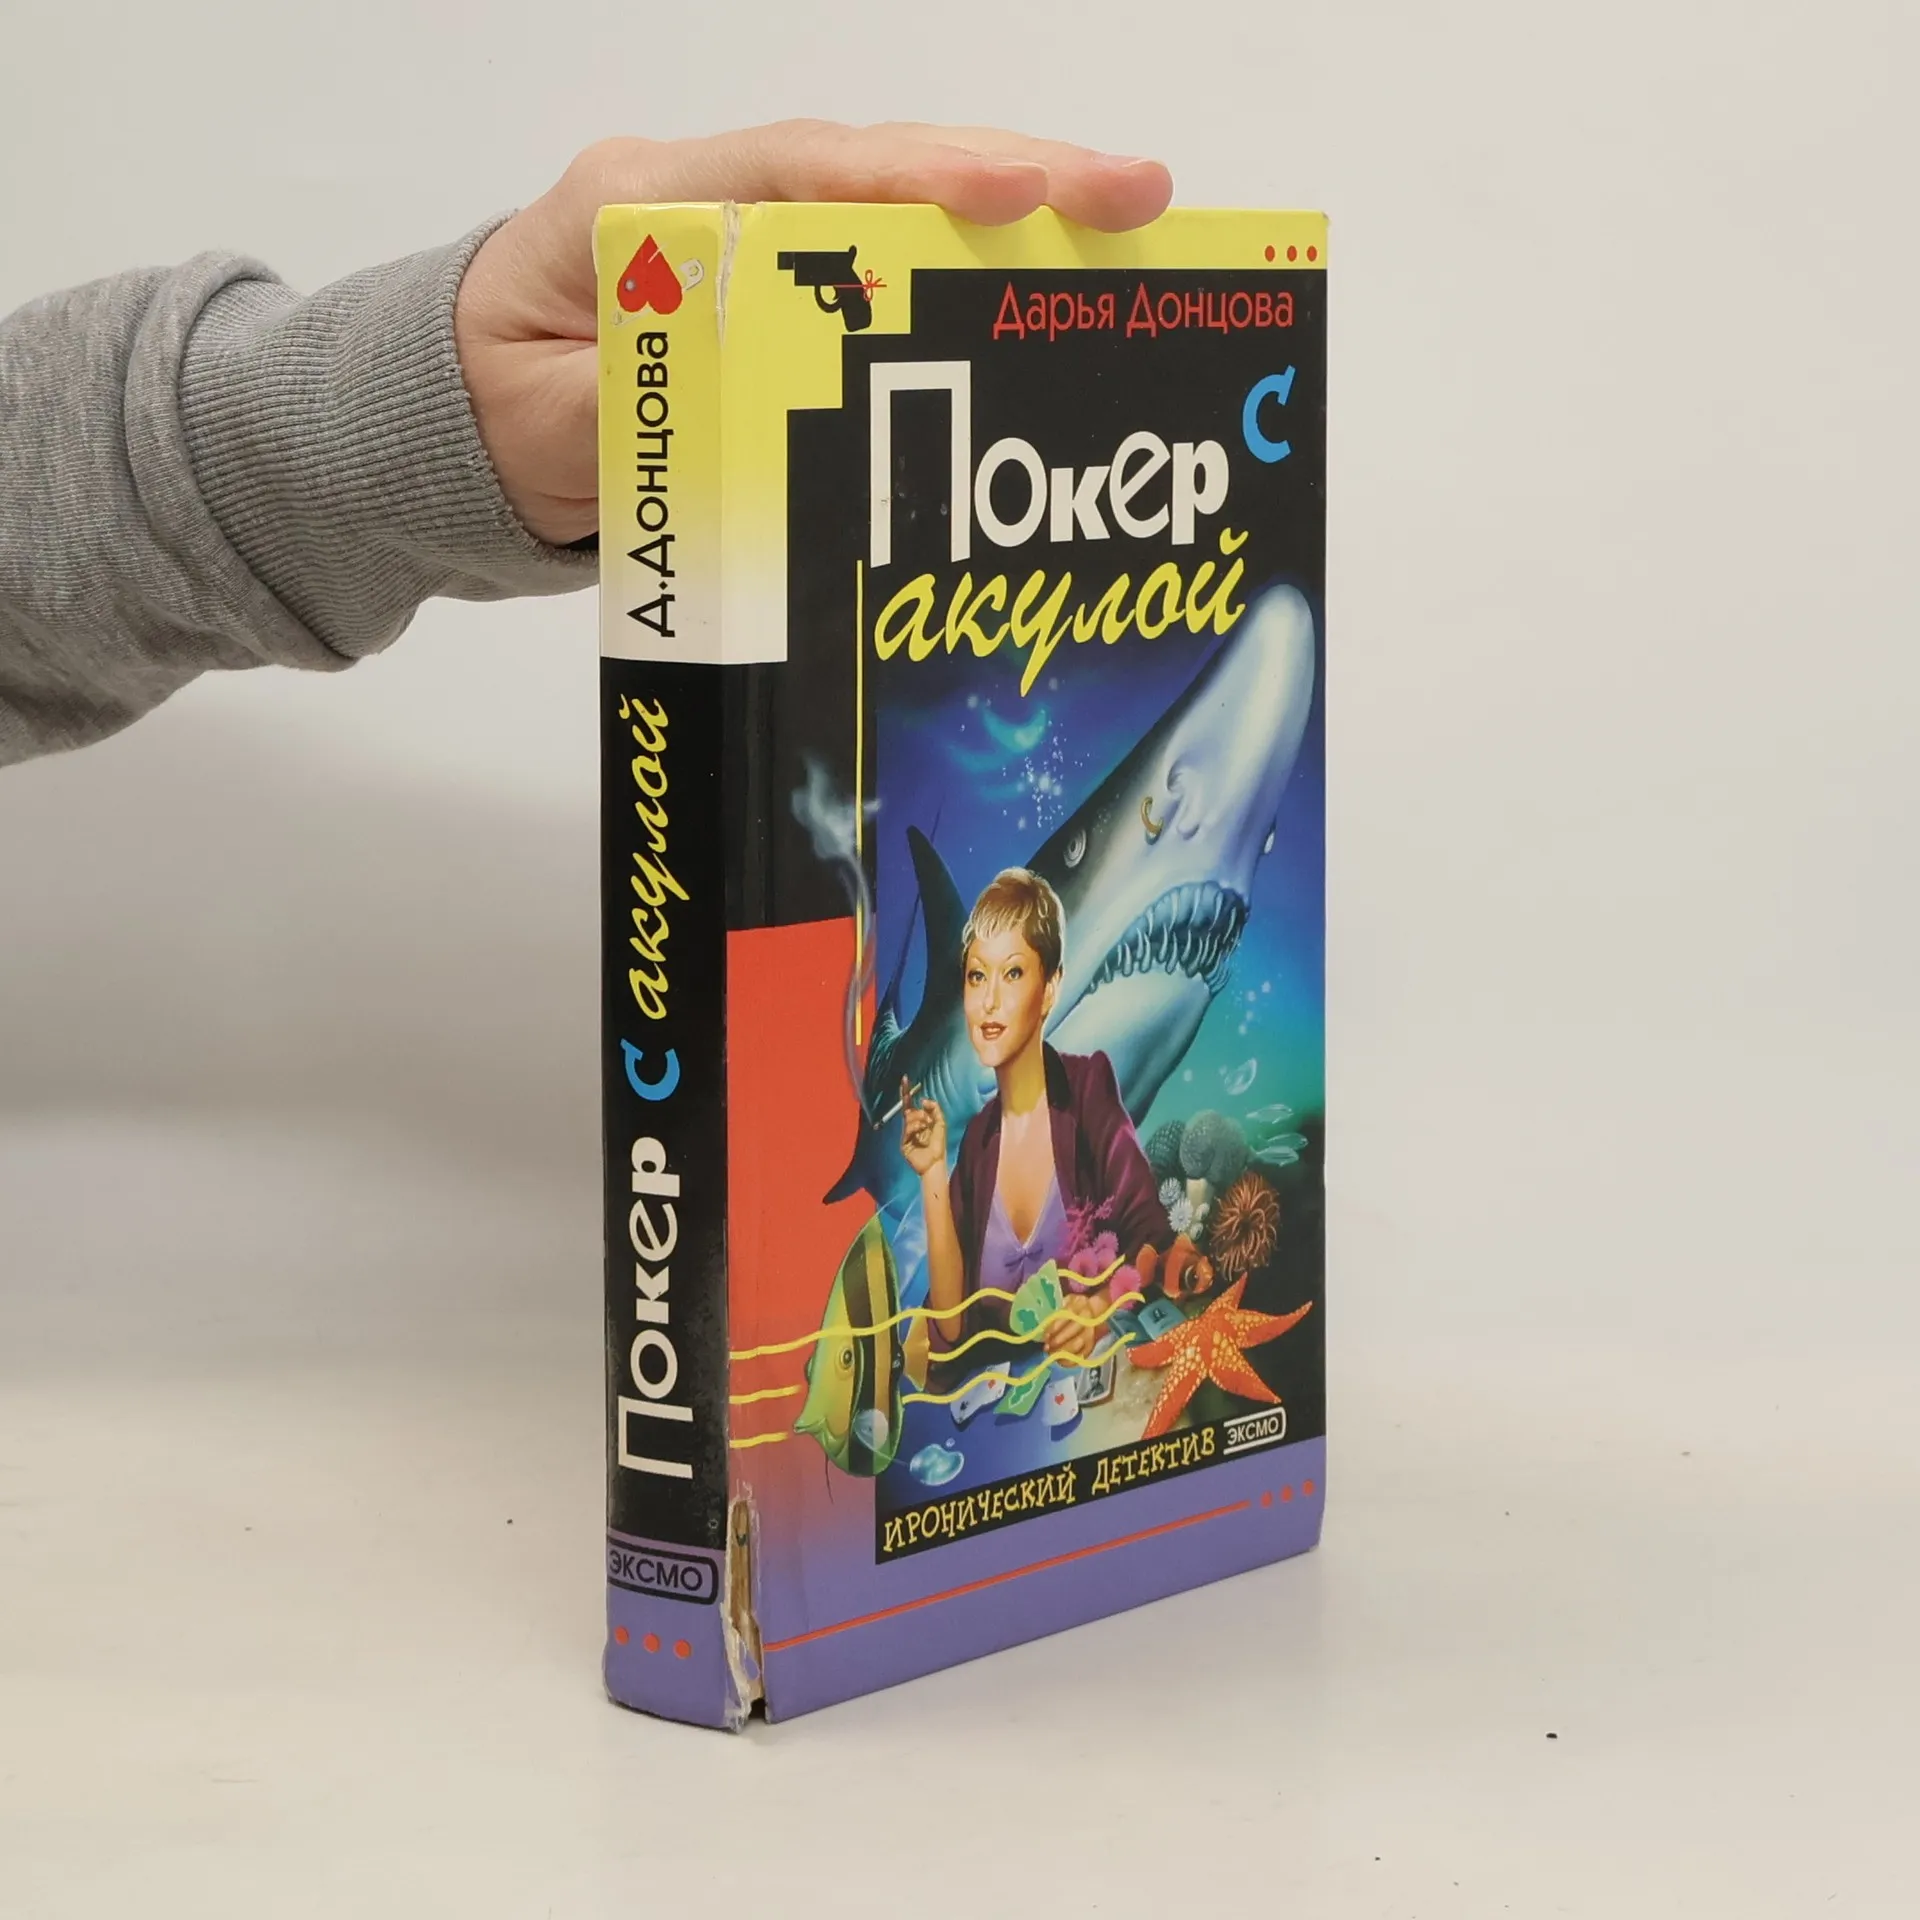 Д. Донцова
Покер с акулой
ЭКСМО
Дарья Донцова
Покер с
акулой
ИРОНИЧЕСКИЙ ДЕТЕКТИВ ЭКСМО